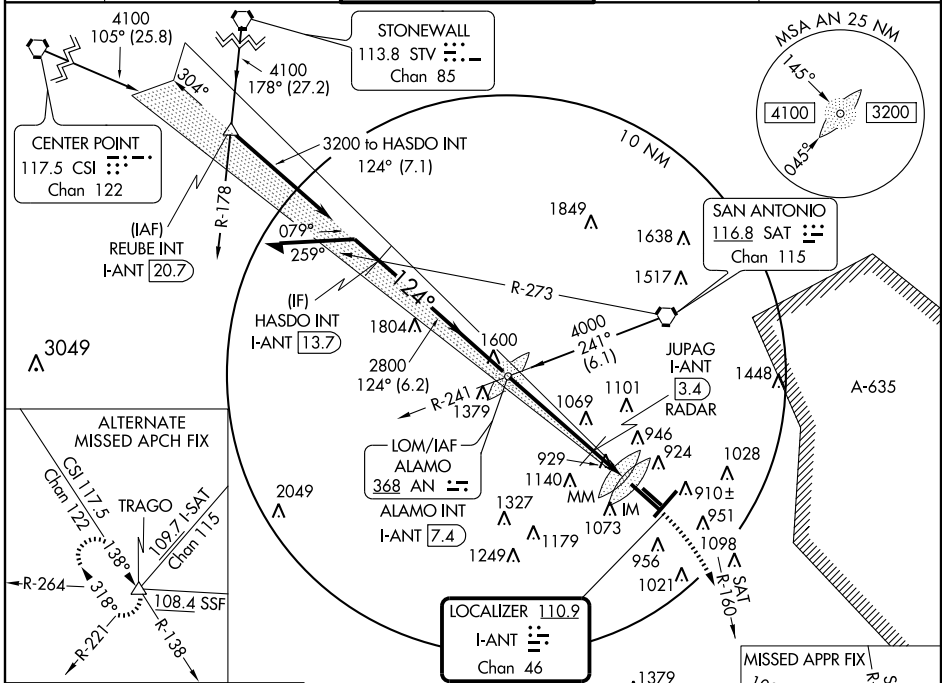 4100
105° (25.8)
STONEWALL
113.8 STV
Chan 85
4100
178° (27.2)
MSA AN 25 NM
145°
4100
3200
045°
304°
CENTER POINT
117.5 CSI
Chan 122
3200 to HASDO INT
124° (7.1)
10 NM
R-178
(IAF)
REUBE INT
I-ANT 20.7
079°
259°
1849
1638
1517
SAN ANTONIO
116.8 SAT
Chan 115
R-273
124°
(IF)
HASDO INT
I-ANT 13.7
1804
2800
124° (6.2)
1600
4000
241°
(6.1)
JUPAG
I-ANT
3.4
RADAR
1448
A-635
3049
R-241
1379
1069
1101
946
924
929
1140
MM
IM
1073
910±
1028
951
LOM/IAF
ALAMO
368 AN
ALAMO INT
I-ANT 7.4
1327
1179
1249
956
1021
1098
SAT
R-160
2049
ALTERNATE
MISSED APCH FIX
CSI 117.5
Chan 122
TRAGO
109.7 I-SAT
Chan 115
138°
318°
R-264
108.4 SSF
R-221
R-138
LOCALIZER 110.9
I-ANT
Chan 46
1379
MISSED APPR FIX